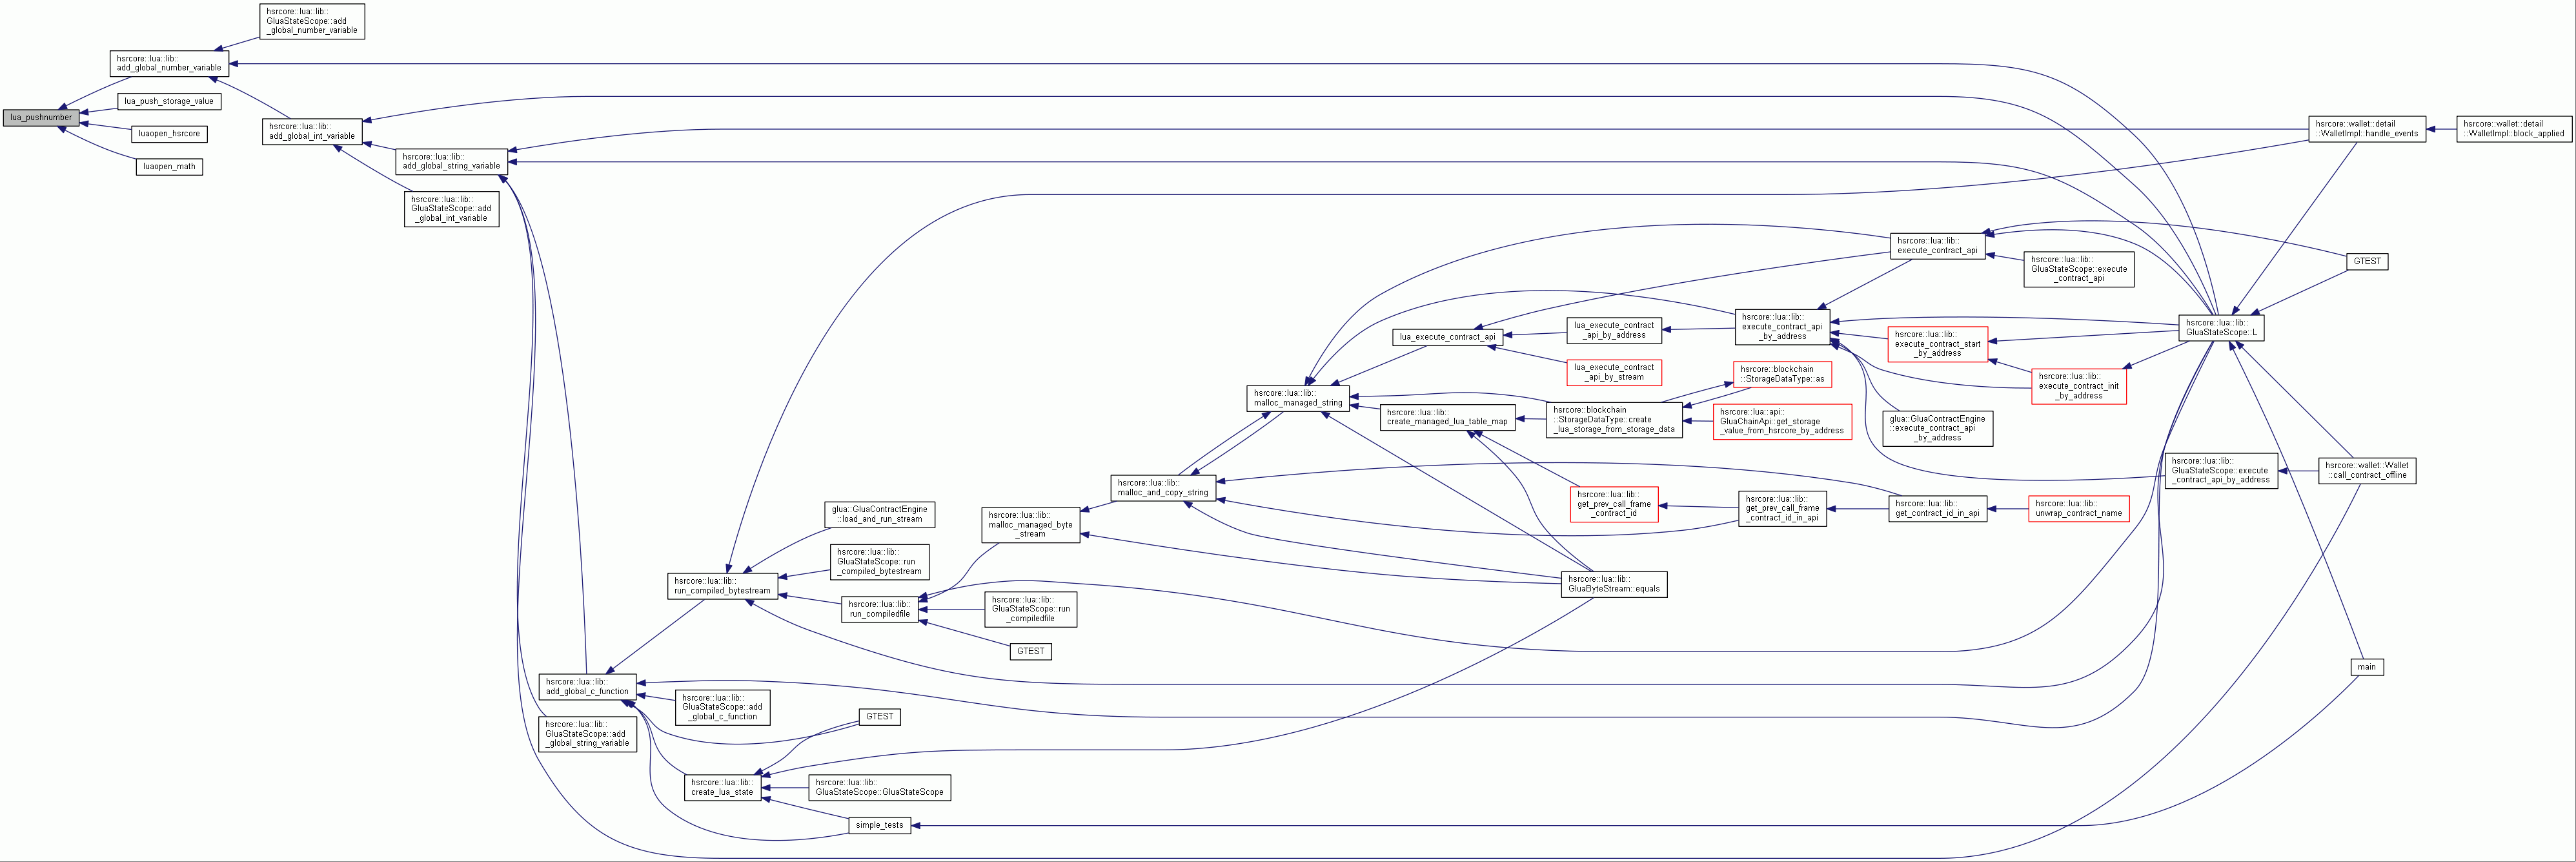 hsrcore::lua::lib::
GluaStateScope::add
_global_number_variable
hsrcore::lua::lib::
add_global_number_variable
lua_push_storage_value
lua_pushnumber
luaopen_hsrcore
luaopen_math
hsrcore::lua::lib::
add_global_int_variable
hsrcore::lua::lib::
add_global_string_variable
hsrcore::lua::lib::
GluaStateScope::add
_global_int_variable
hsrcore::wallet::detail
::WalletImpl::handle_events
hsrcore::wallet::detail
::WalletImpl::block_applied
hsrcore::lua::lib::
execute_contract_api
hsrcore::lua::lib::
GluaStateScope::execute
_contract_api
GTEST
hsrcore::lua::lib::
GluaStateScope::L
lua_execute_contract_api
lua_execute_contract
_api_by_address
hsrcore::lua::lib::
execute_contract_api
_by_address
hsrcore::lua::lib::
execute_contract_start
_by_address
lua_execute_contract
_api_by_stream
hsrcore::blockchain
::StorageDataType::as
hsrcore::lua::lib::
execute_contract_init
_by_address
hsrcore::lua::lib::
malloc_managed_string
hsrcore::lua::lib::
create_managed_lua_table_map
hsrcore::blockchain
::StorageDataType::create
_lua_storage_from_storage_data
hsrcore::lua::api::
GluaChainApi::get_storage
_value_from_hsrcore_by_address
glua::GluaContractEngine
::execute_contract_api
_by_address
hsrcore::lua::lib::
GluaStateScope::execute
_contract_api_by_address
hsrcore::wallet::Wallet
::call_contract_offline
hsrcore::lua::lib::
malloc_and_copy_string
hsrcore::lua::lib::
get_prev_call_frame
_contract_id
hsrcore::lua::lib::
get_prev_call_frame
_contract_id_in_api
hsrcore::lua::lib::
get_contract_id_in_api
hsrcore::lua::lib::
unwrap_contract_name
glua::GluaContractEngine
::load_and_run_stream
hsrcore::lua::lib::
malloc_managed_byte
_stream
hsrcore::lua::lib::
GluaStateScope::run
_compiled_bytestream
hsrcore::lua::lib::
run_compiled_bytestream
hsrcore::lua::lib::
GluaByteStream::equals
hsrcore::lua::lib::
run_compiledfile
hsrcore::lua::lib::
GluaStateScope::run
_compiledfile
GTEST
main
hsrcore::lua::lib::
add_global_c_function
hsrcore::lua::lib::
GluaStateScope::add
_global_c_function
GTEST
hsrcore::lua::lib::
GluaStateScope::add
_global_string_variable
hsrcore::lua::lib::
create_lua_state
hsrcore::lua::lib::
GluaStateScope::GluaStateScope
simple_tests